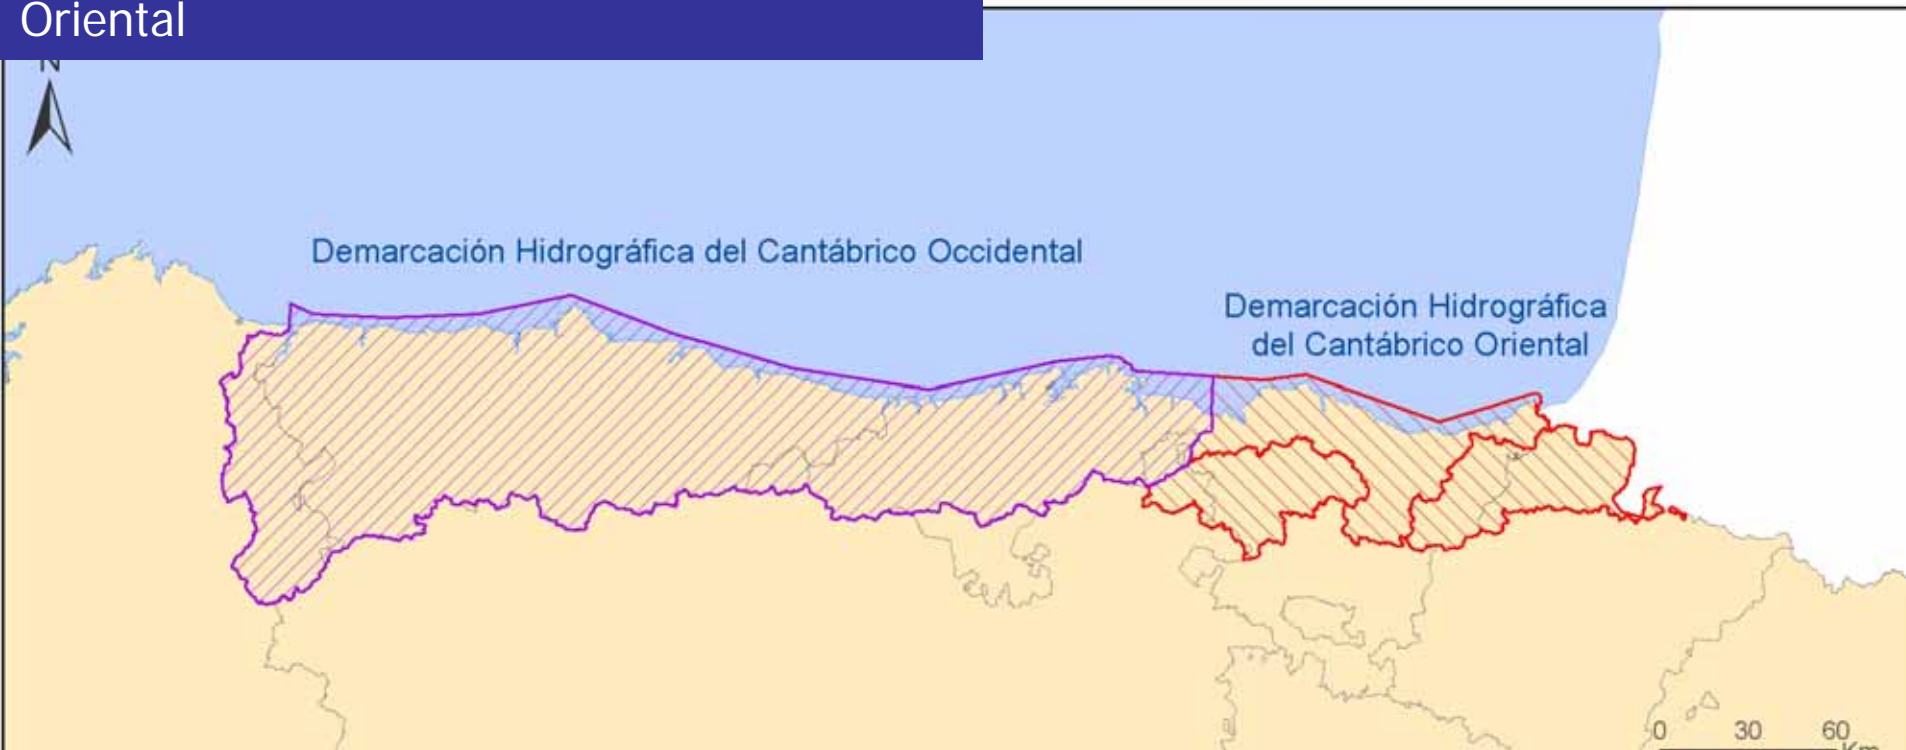 Oriental
N
Demarcación Hidrográfica del Cantábrico Occidental
Demarcación Hidrográfica
del Cantábrico Oriental
0 30 60
Km